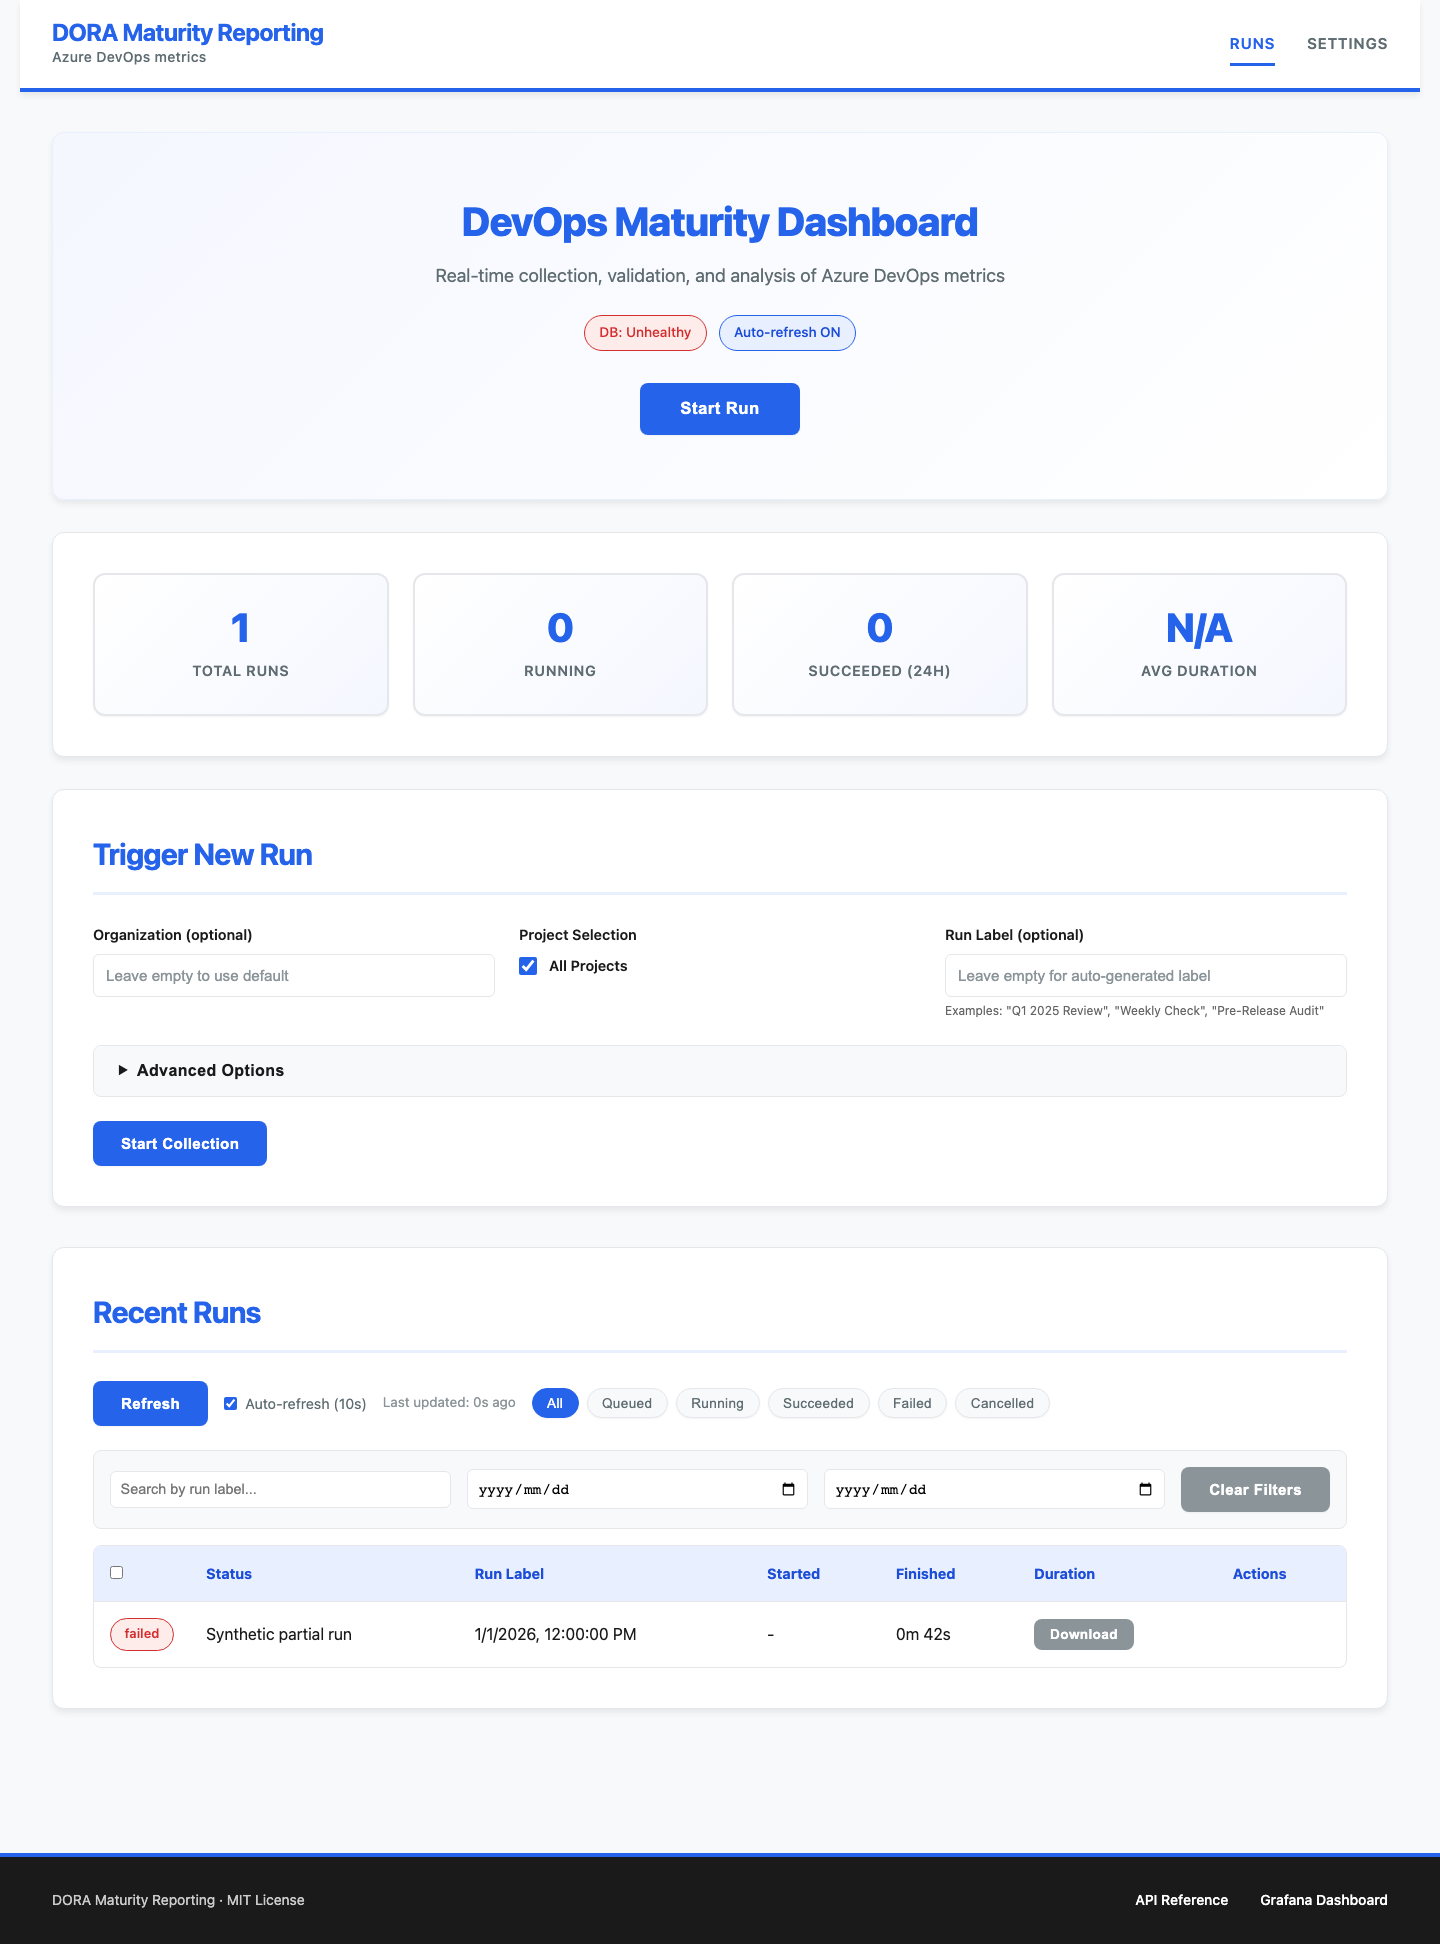 DORA Maturity Reporting
Azure DevOps metrics
RUNS SETTINGS
DevOps Maturity Dashboard
Real-time collection, validation, and analysis of Azure DevOps metrics
DB: Unhealthy Auto-refresh ON
Start Run
1 0 0 N/A
TOTAL RUNS RUNNING SUCCEEDED (24H) AVG DURATION
Trigger New Run
Organization (optional) Project Selection Run Label (optional)
Leave empty to use default All Projects Leave empty for auto-generated label
Examples: "Q1 2025 Review", "Weekly Check", "Pre-Release Audit"
Advanced Options
Start Collection
Recent Runs
Refresh Auto-refresh (10s) Last updated: 0s ago All Queued Running Succeeded Failed Cancelled
Search by run label... yyyy/mm/dd yyyy/mm/dd Clear Filters
Status Run Label Started Finished Duration Actions
failed Synthetic partial run 1/1/2026, 12:00:00 PM - 0m 42s Download
DORA Maturity Reporting · MIT License API Reference Grafana Dashboard